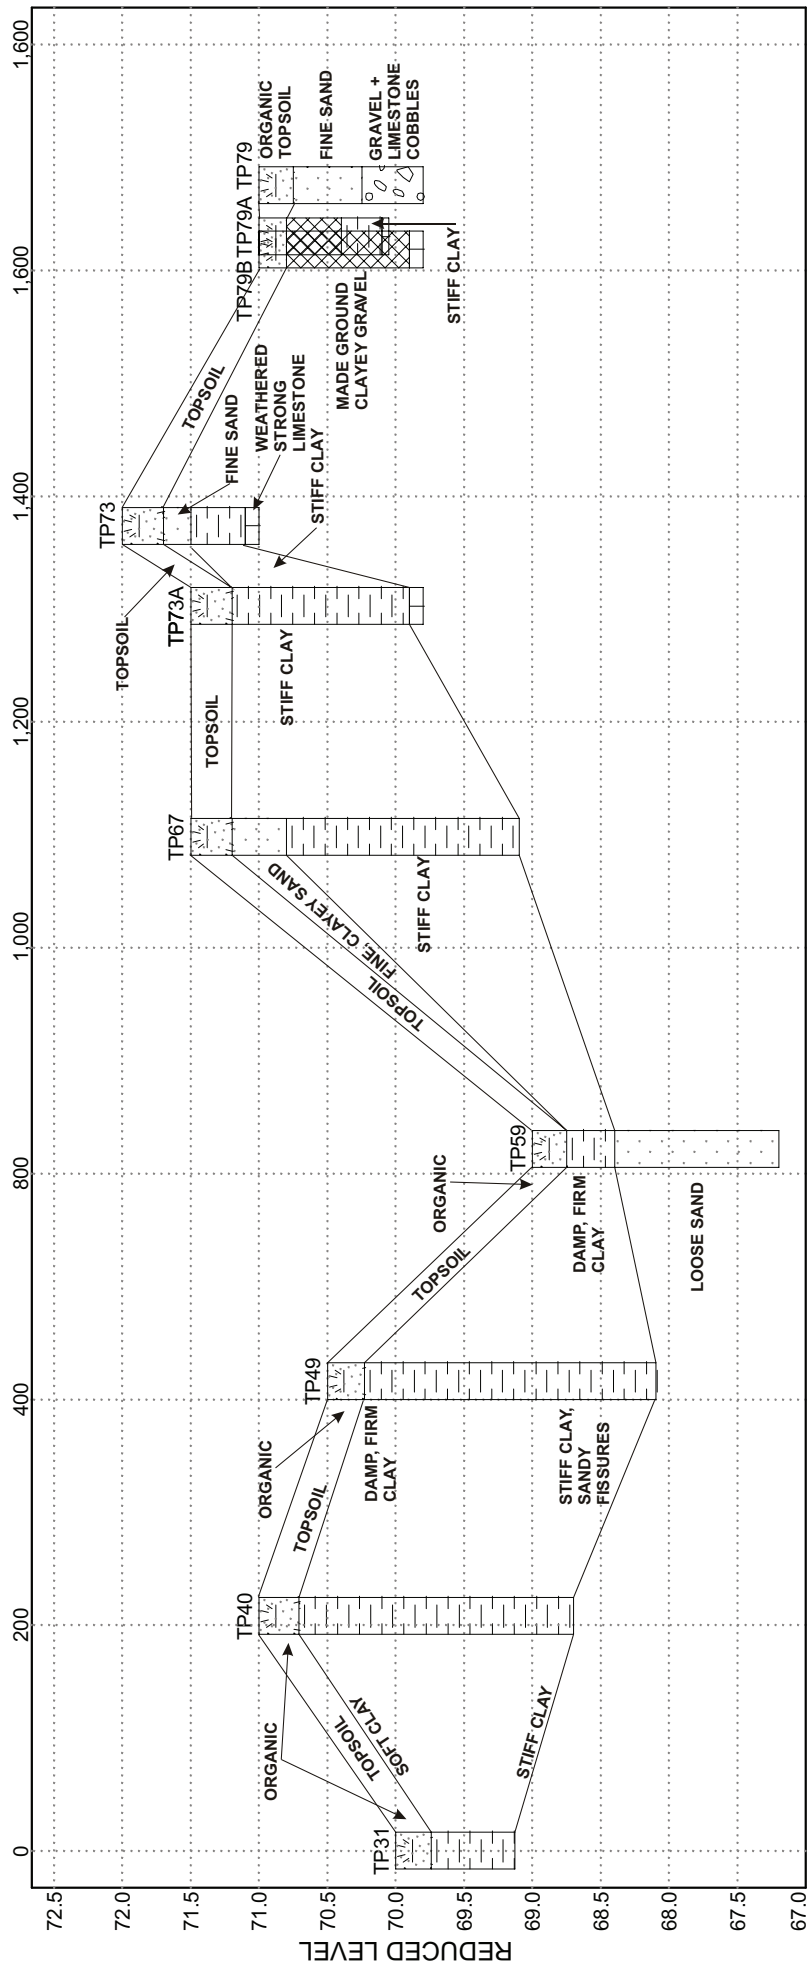 0
200
400
800
1,000
1,200
1,400
1,600
1,600
REDUCED LEVEL
72.5
72.0
71.5
71.0
70.5
70.0
69.5
69.0
68.5
68.0
67.5
67.0
TP31
TP40
TP49
TP59
TP67
TP73A
TP73
TP79B
TP79A
TP79
ORGANIC
TOPSOIL
SOFT CLAY
STIFF CLAY
ORGANIC
TOPSOIL
DAMP, FIRM
CLAY
STIFF CLAY,
SANDY
FISSURES
ORGANIC
TOPSOIL
DAMP, FIRM
CLAY
LOOSE SAND
TOPSOIL
FINE, CLAYEY SAND
STIFF CLAY
TOPSOIL
STIFF CLAY
TOPSOIL
STIFF CLAY
FINE SAND
WEATHERED
STRONG
LIMESTONE
TOPSOIL
MADE GROUND
CLAYEY GRAVEL
STIFF CLAY
ORGANIC
TOPSOIL
FINE SAND
GRAVEL +
LIMESTONE
COBBLES